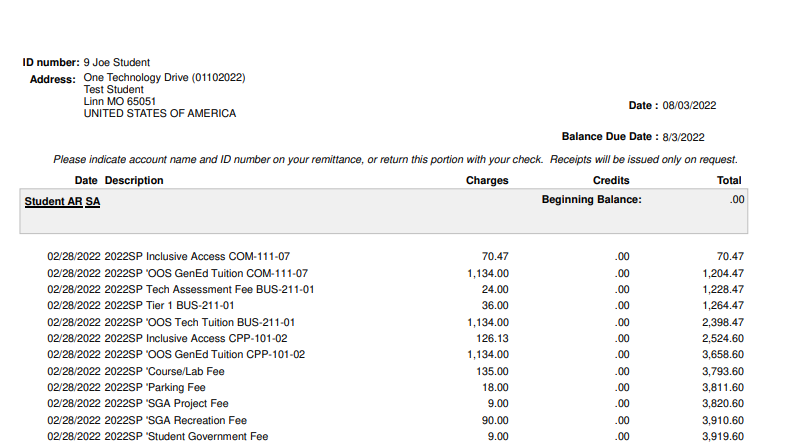 ID number: 9 Joe Student
Address: One Technology Drive (01102022)
Test Student
Linn MO 65051
UNITED STATES OF AMERICA
Date : 08/03/2022
Balance Due Date : 8/3/2022
Please indicate account name and ID number on your remittance, or return this portion with your check. Receipts will be issued only on request.
Date Description Charges Credits Total
Student AR SA Beginning Balance: .00
02/28/2022 2022SP Inclusive Access COM-111-07 70.47 .00 70.47
02/28/2022 2022SP 'OOS GenEd Tuition COM-111-07 1,134.00 .00 1,204.47
02/28/2022 2022SP Tech Assessment Fee BUS-211-01 24.00 .00 1,228.47
02/28/2022 2022SP Tier 1 BUS-211-01 36.00 .00 1,264.47
02/28/2022 2022SP 'OOS Tech Tuition BUS-211-01 1,134.00 .00 2,398.47
02/28/2022 2022SP Inclusive Access CPP-101-02 126.13 .00 2,524.60
02/28/2022 2022SP 'OOS GenEd Tuition CPP-101-02 1,134.00 .00 3,658.60
02/28/2022 2022SP 'Course/Lab Fee 135.00 .00 3,793.60
02/28/2022 2022SP 'Parking Fee 18.00 .00 3,811.60
02/28/2022 2022SP 'SGA Project Fee 9.00 .00 3,820.60
02/28/2022 2022SP 'SGA Recreation Fee 90.00 .00 3,910.60
02/28/2022 2022SP 'Student Government Fee 9.00 .00 3,919.60